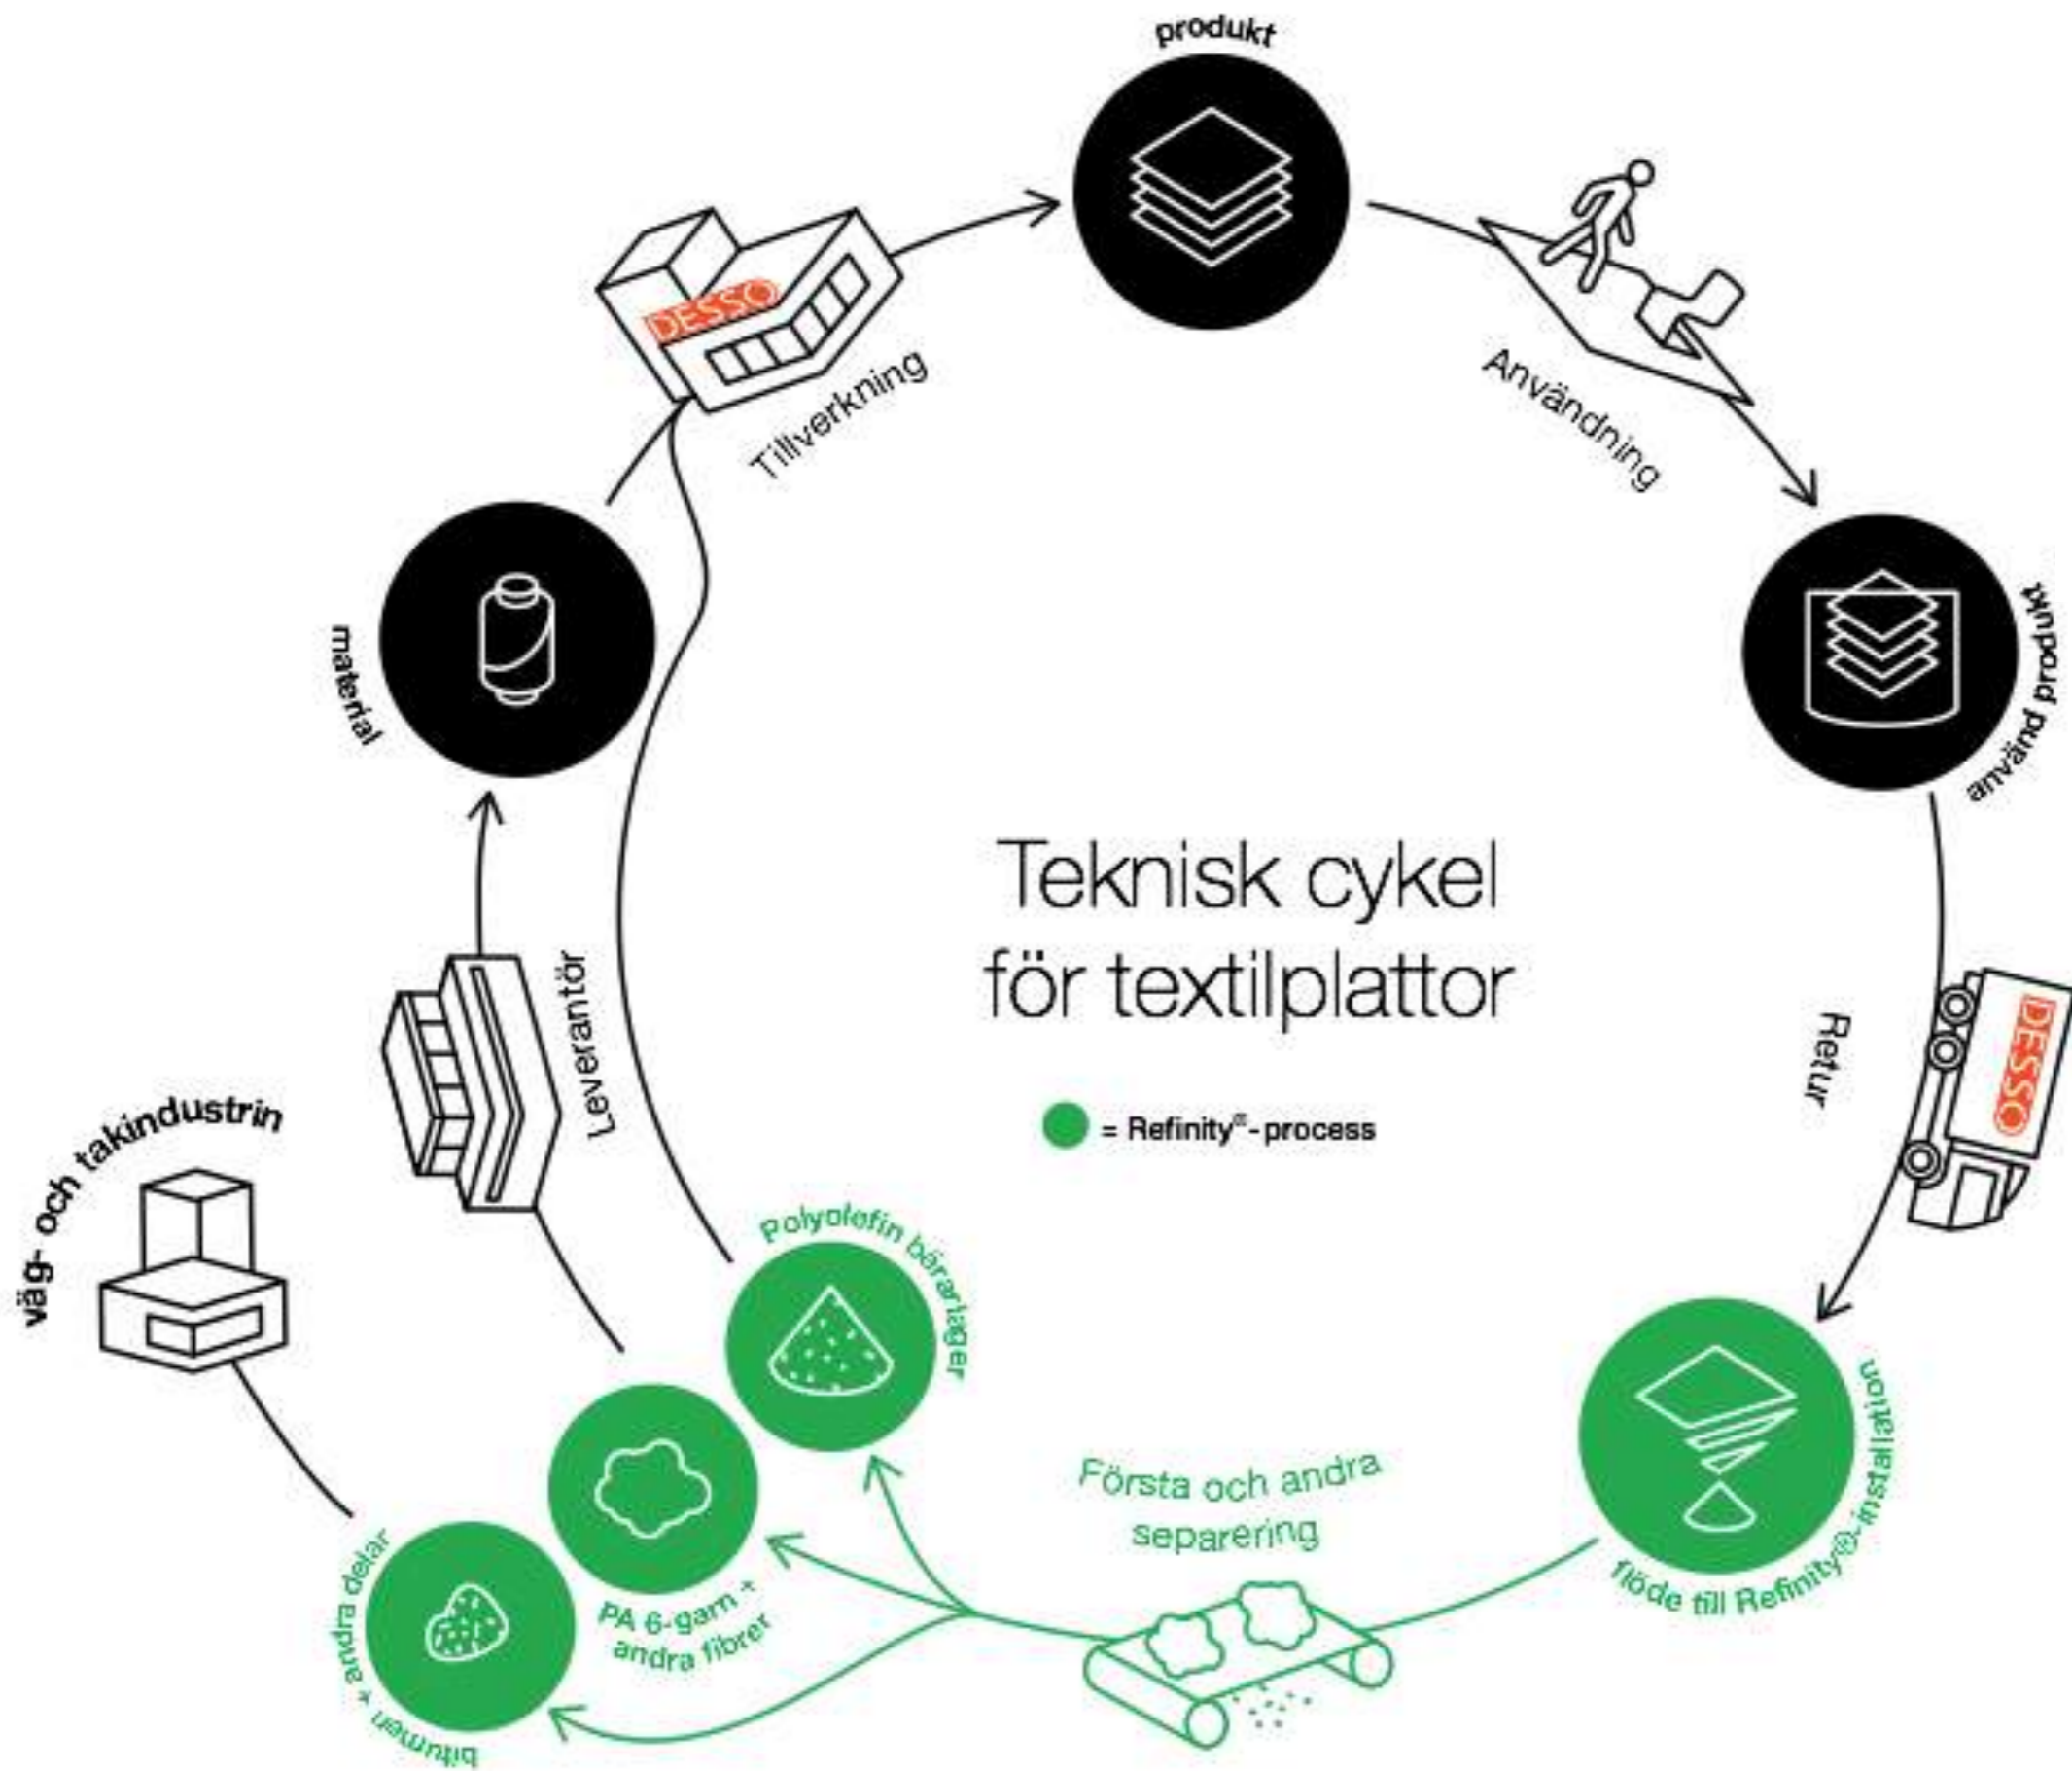 produkt
DESSO
Tillverkning
Användning
material
använd produkt
Teknisk cykel
för textilplattor
= Refinity®-process
Leverantör
Retur
DESSO
väg- och takindustrin
Polyolefin bärarlager
Första och andra
separering
flöde till Refinity®-installation
PA 6-garn +
andra fibrer
bitumen + andra delar